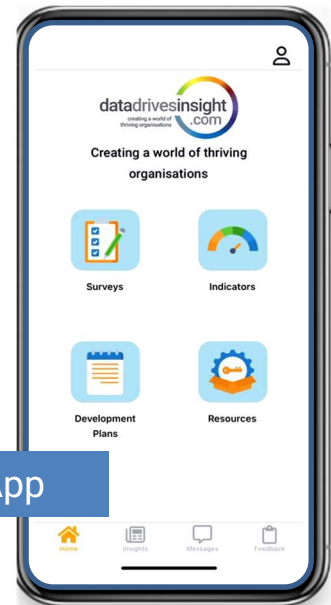 datadrivesinsight
creating a world of
thriving organisations
.com
Creating a world of thriving
organisations
Surveys
Indicators
Development
Plans
Resources
App
Home
Insights
Messages
Feedback